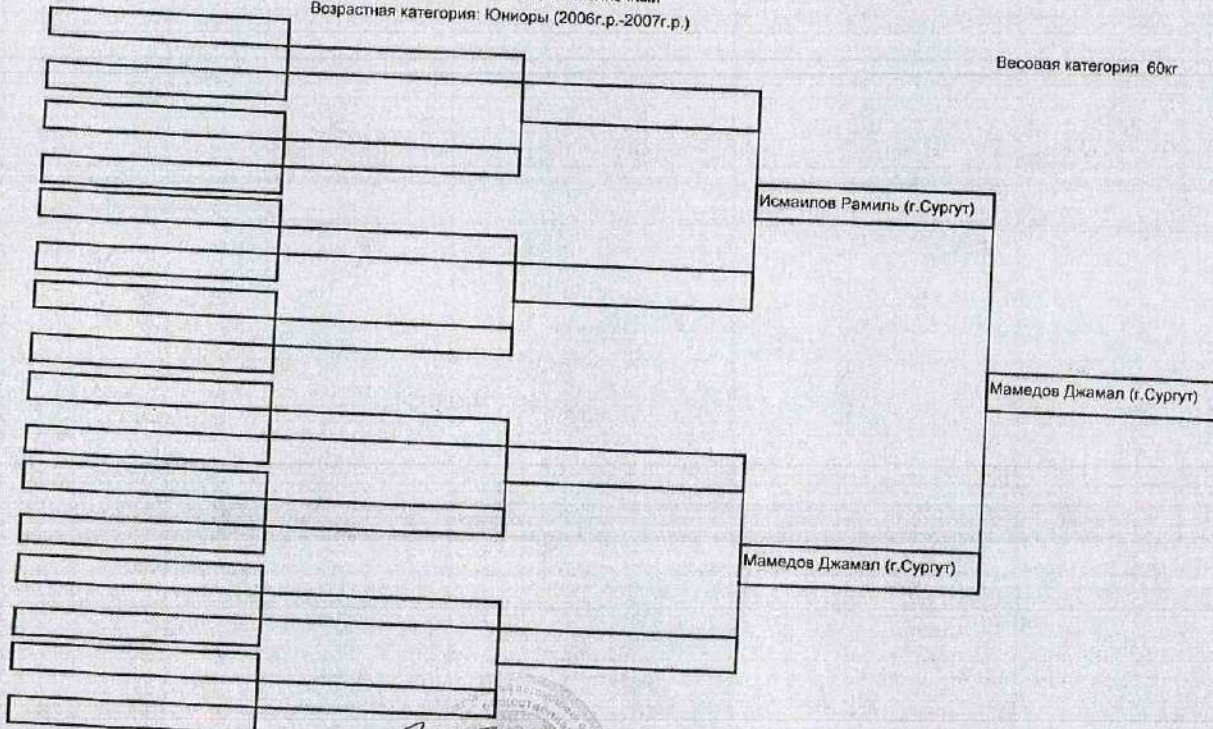 Возрастная категория: Юниоры (2006г.р.-2007г.р.)
Весовая категория 60кг
Исмаилов Рамиль (г.Сургут)
Мамедов Джамал (г.Сургут)
Мамедов Джамал (г.Сургут)